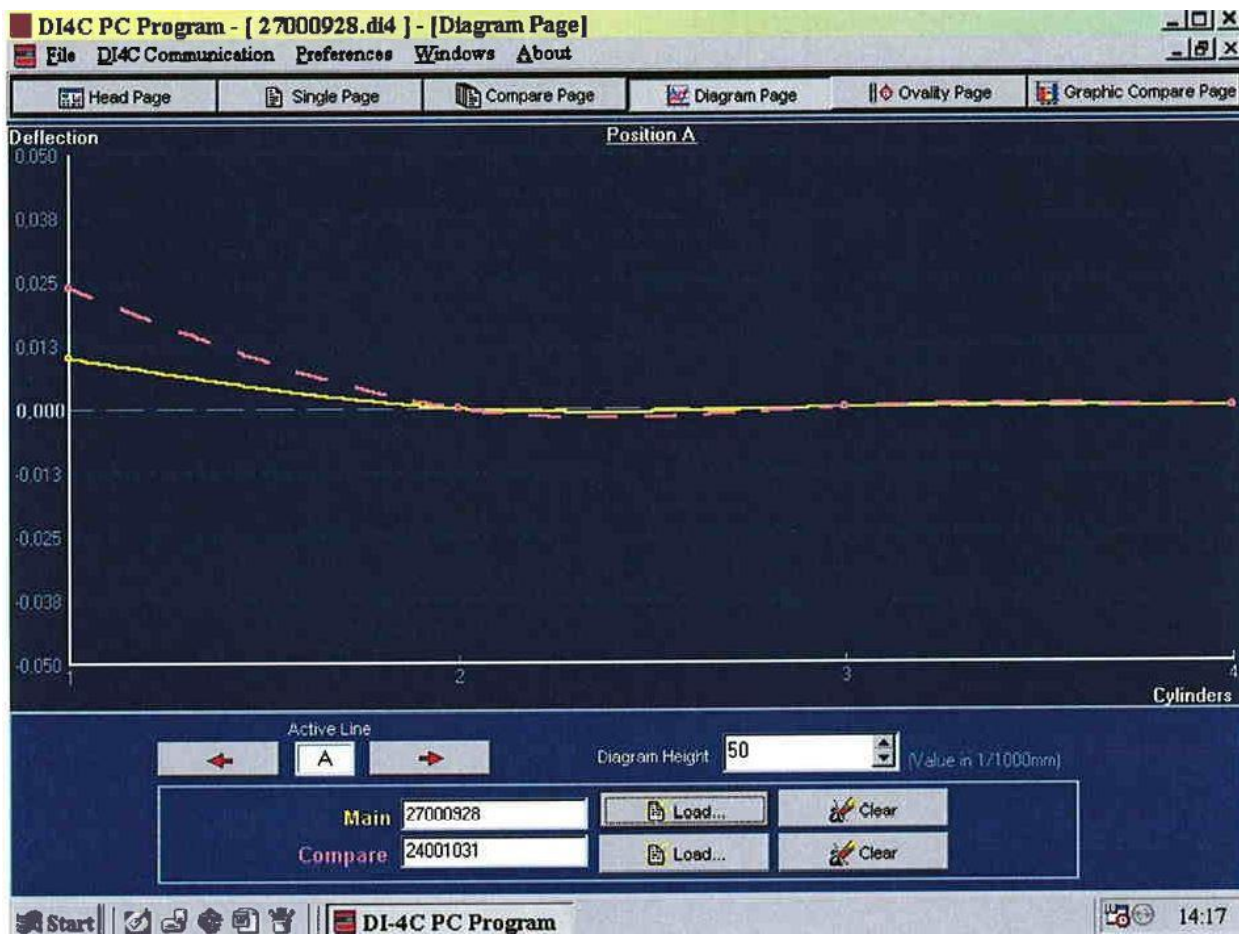 DI4C PC Program - [ 27000928.di4 ] - [Diagram Page]
File DI4C Communication Preferences Windows About
Head Page Single Page Compare Page Diagram Page Ovality Page Graphic Compare Page
Deflection Position A
0,050
0,038
0,025
0,013
0,000
-0,013
-0,025
-0,038
-0,050
1 2 3 4
Cylinders
Active Line
A Diagram Height 50 (Value in 1/1000mm)
Main 27000928 Load... Clear
Compare 24001031 Load... Clear
Start DI-4C PC Program 14:17